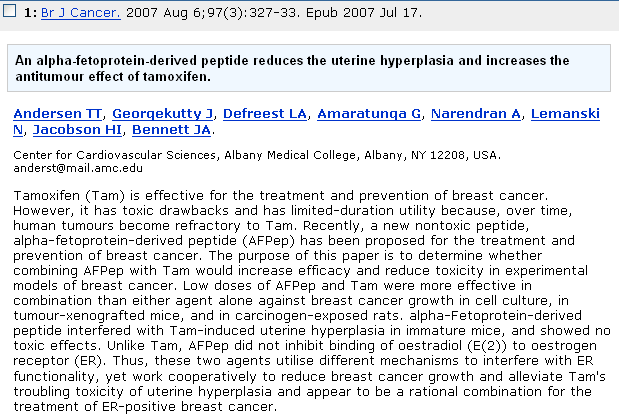 1: Br J Cancer. 2007 Aug 6;97(3):327-33. Epub 2007 Jul 17.
An alpha-fetoprotein-derived peptide reduces the uterine hyperplasia and increases the
antitumour effect of tamoxifen.
Andersen TT, Georgekutty J, Defreest LA, Amaratunga G, Narendran A, Lemanski
N, Jacobson HI, Bennett JA.
Center for Cardiovascular Sciences, Albany Medical College, Albany, NY 12208, USA.
anderst@mail.amc.edu
Tamoxifen (Tam) is effective for the treatment and prevention of breast cancer.
However, it has toxic drawbacks and has limited-duration utility because, over time,
human tumours become refractory to Tam. Recently, a new nontoxic peptide,
alpha-fetoprotein-derived peptide (AFPep) has been proposed for the treatment and
prevention of breast cancer. The purpose of this paper is to determine whether
combining AFPep with Tam would increase efficacy and reduce toxicity in experimental
models of breast cancer. Low doses of AFPep and Tam were more effective in
combination than either agent alone against breast cancer growth in cell culture, in
tumour-xenografted mice, and in carcinogen-exposed rats. alpha-Fetoprotein-derived
peptide interfered with Tam-induced uterine hyperplasia in immature mice, and showed no
toxic effects. Unlike Tam, AFPep did not inhibit binding of oestradiol (E(2)) to oestrogen
receptor (ER). Thus, these two agents utilise different mechanisms to interfere with ER
functionality, yet work cooperatively to reduce breast cancer growth and alleviate Tam's
troubling toxicity of uterine hyperplasia and appear to be a rational combination for the
treatment of ER-positive breast cancer.